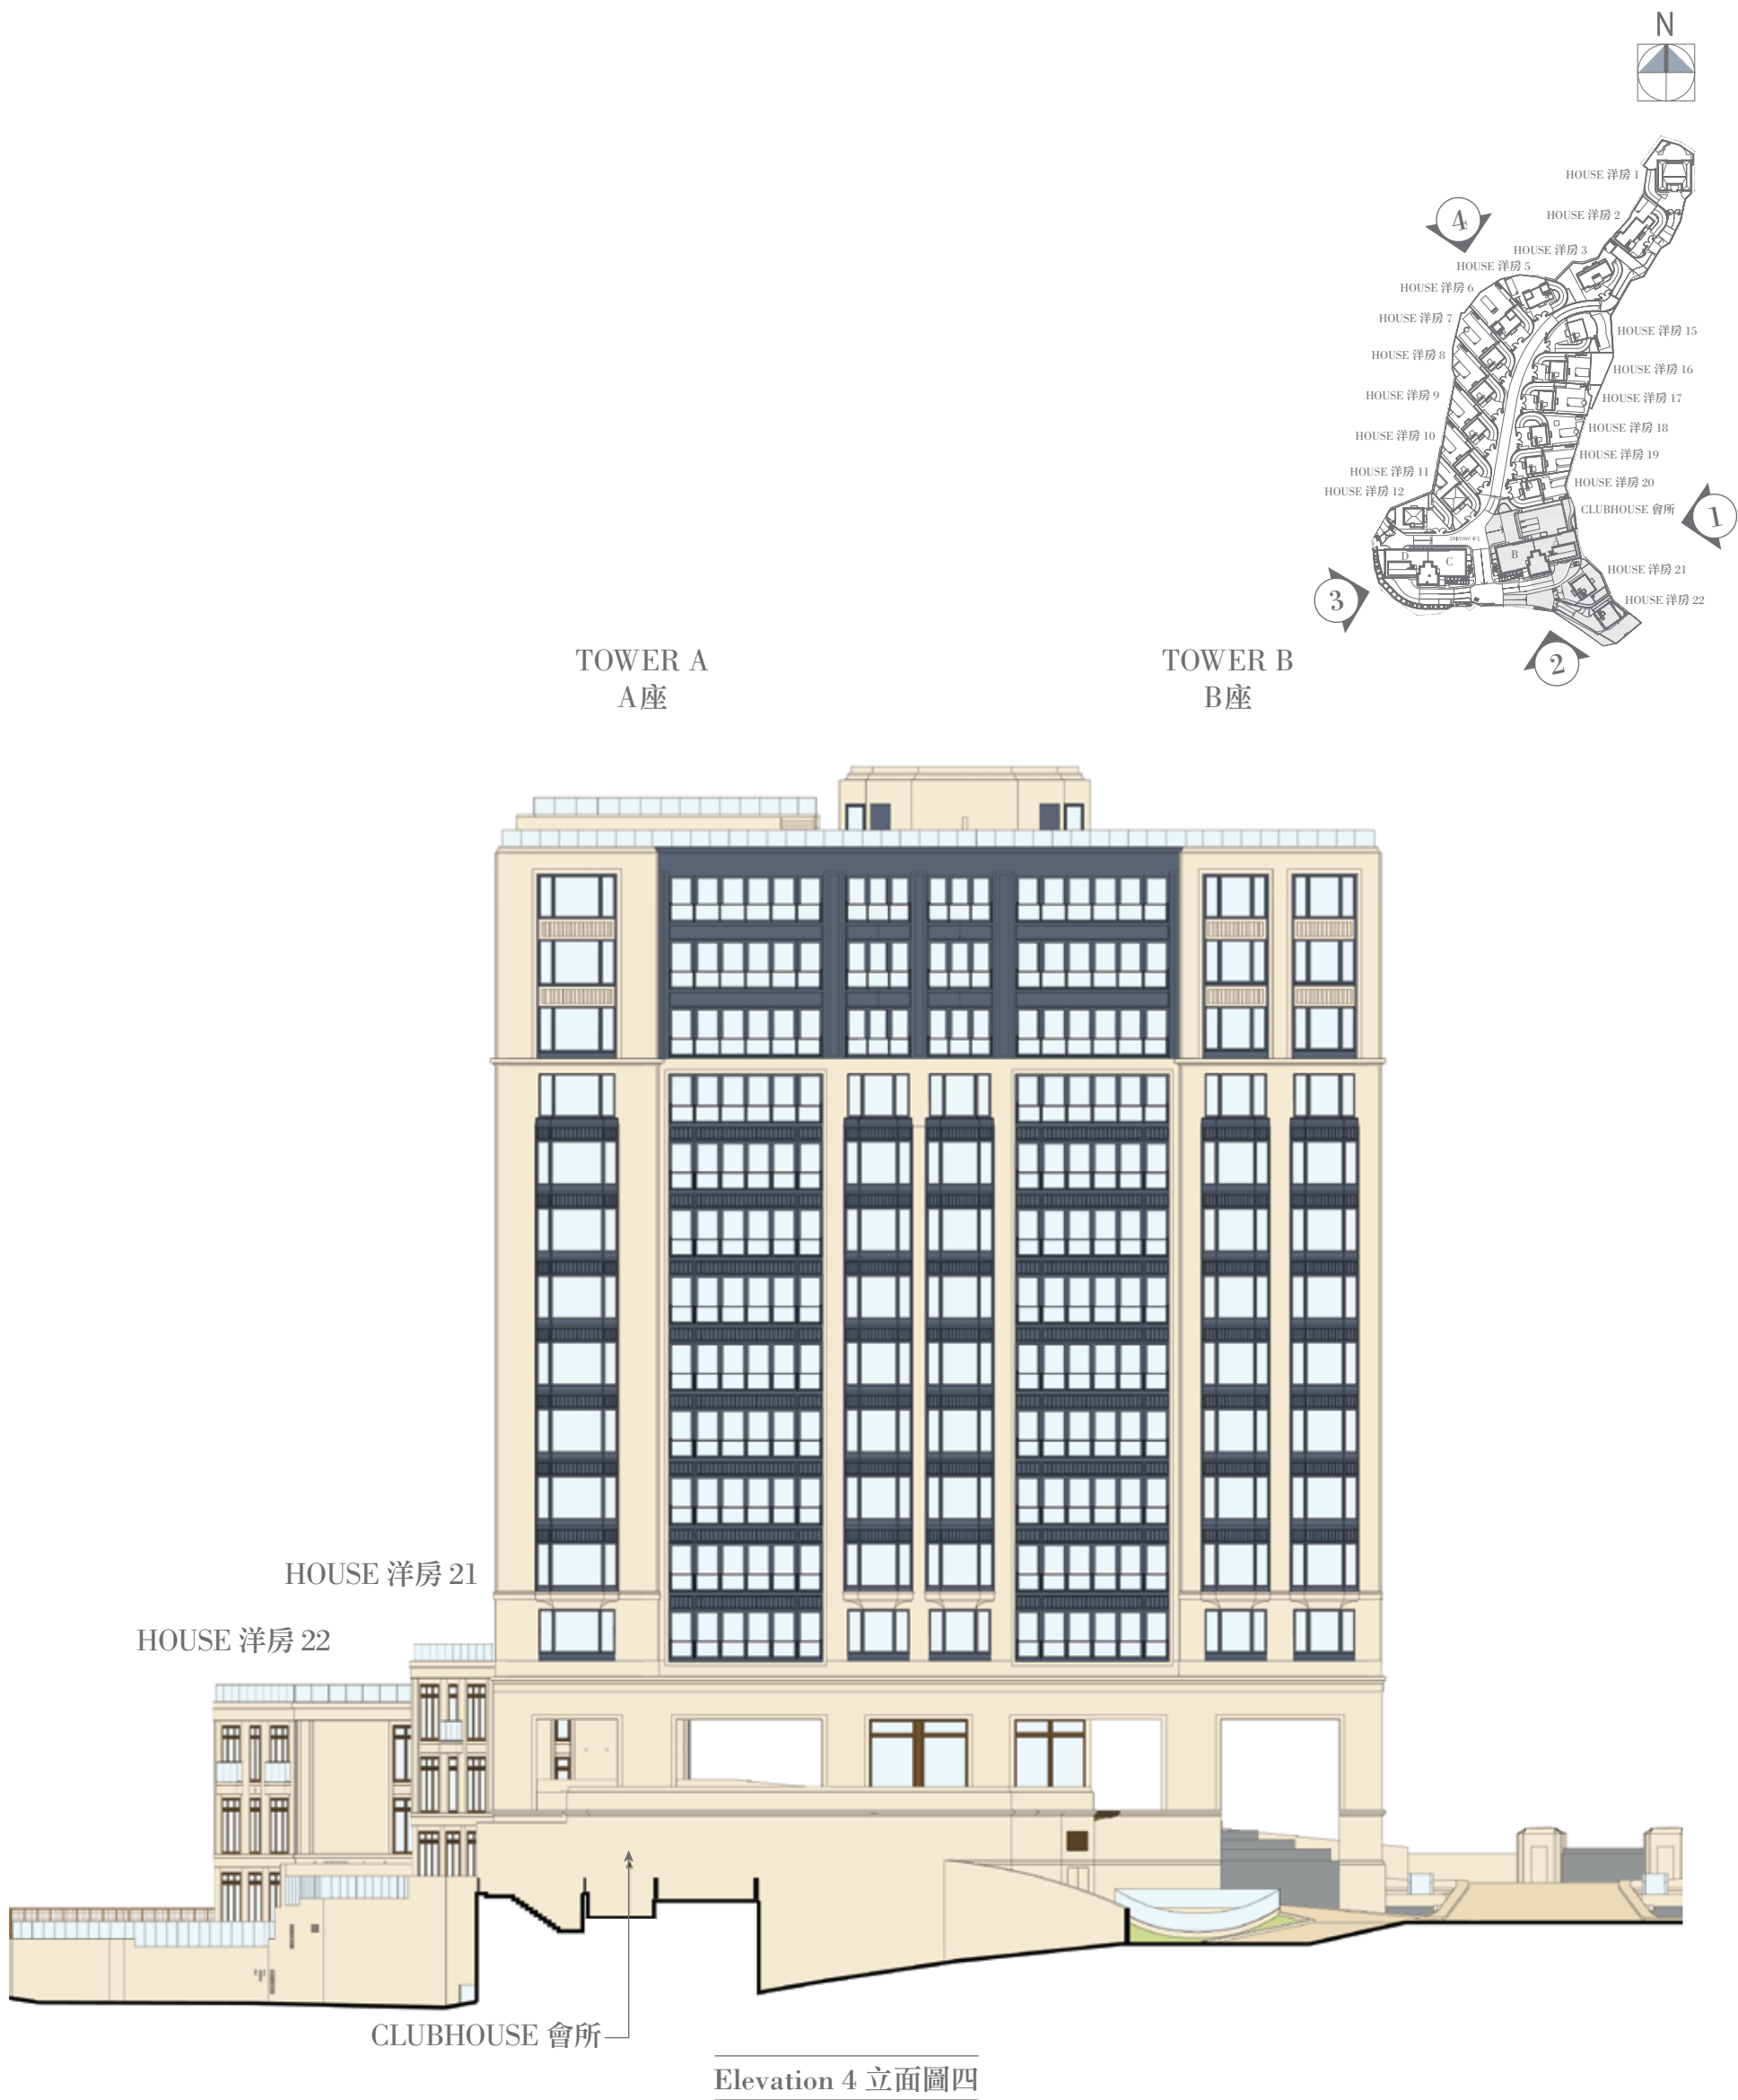 N
HOUSE 洋房 1
HOUSE 洋房 2
4
HOUSE 洋房 3
HOUSE 洋房 5
HOUSE 洋房 6
HOUSE 洋房 7
HOUSE 洋房 15
HOUSE 洋房 8
HOUSE 洋房 16
HOUSE 洋房 9
HOUSE 洋房 17
HOUSE 洋房 18
HOUSE 洋房 10
HOUSE 洋房 19
HOUSE 洋房 11
HOUSE 洋房 20
HOUSE 洋房 12
CLUBHOUSE 會所
1
A
B
D
C
HOUSE 洋房 21
3
HOUSE 洋房 22
2
TOWER A
A座
TOWER B
B座
HOUSE 洋房 21
HOUSE 洋房 22
CLUBHOUSE 會所
Elevation 4 立面圖四